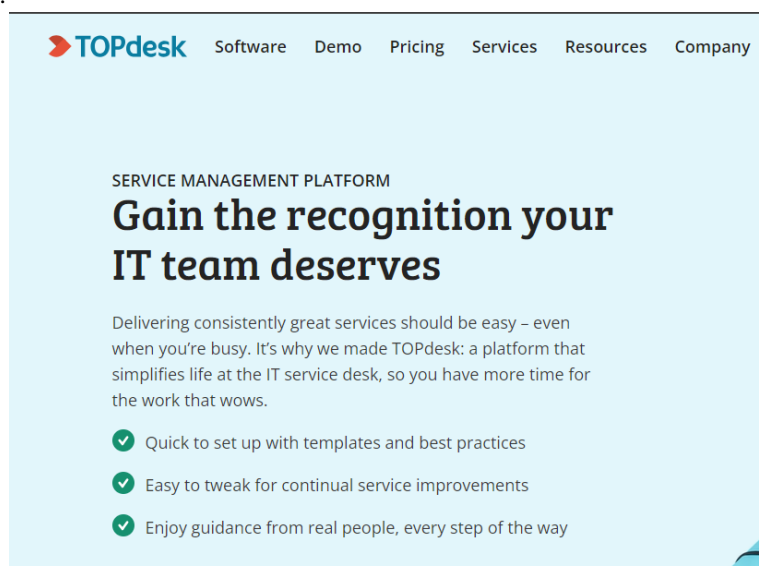 TOPdesk Software Demo Pricing Services Resources Company
SERVICE MANAGEMENT PLATFORM
Gain the recognition your
IT team deserves
Delivering consistently great services should be easy – even
when you’re busy. It’s why we made TOPdesk: a platform that
simplifies life at the IT service desk, so you have more time for
the work that wows.
Quick to set up with templates and best practices
Easy to tweak for continual service improvements
Enjoy guidance from real people, every step of the way